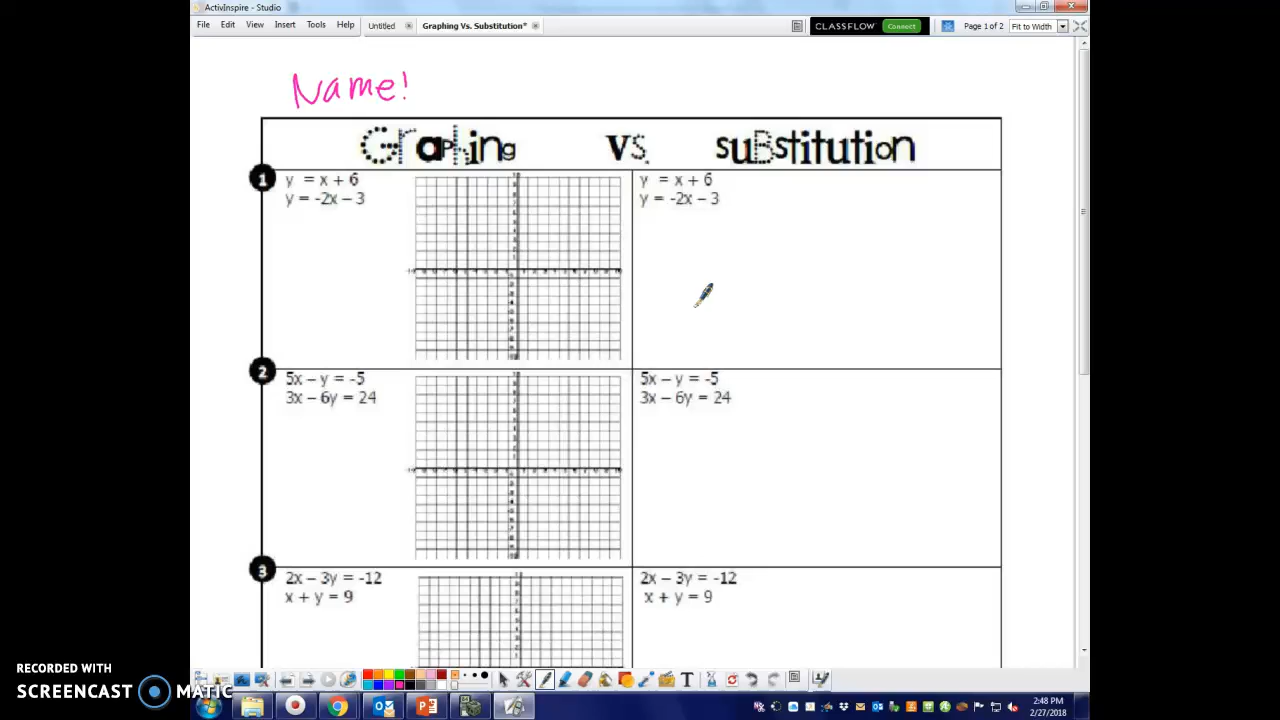 ActivInspire - Studio
File Edit View Insert Tools Help Untitled Graphing Vs. Substitution* CLASSFLOW Connect Page 1 of 2 Fit to Width
Name!
Graphing vs. substitution
1
y = x + 6
y = -2x – 3
y = x + 6
y = -2x – 3
2
5x – y = -5
3x – 6y = 24
5x – y = -5
3x – 6y = 24
3
2x – 3y = -12
x + y = 9
2x – 3y = -12
x + y = 9
RECORDED WITH
SCREENCAST MATIC
2:48 PM
2/27/2018